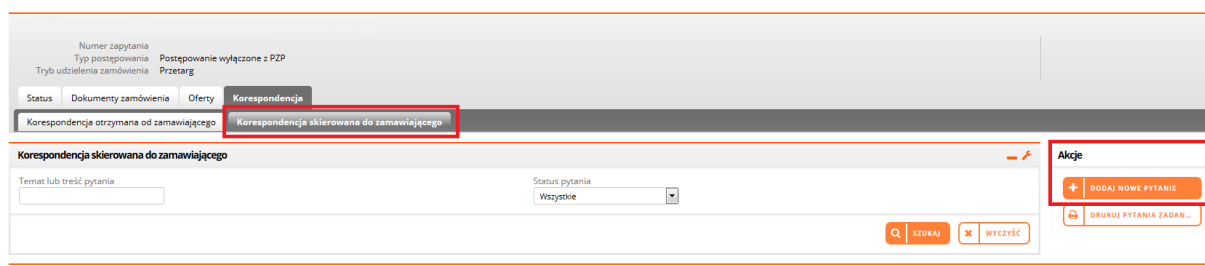 Numer zapytania
Typ postępowania Postępowanie wyłączone z PZP
Tryb udzielenia zamówienia Przetarg
Status Dokumenty zamówienia Oferty Korespondencja
Korespondencja otrzymana od zamawiającego Korespondencja skierowana do zamawiającego
Korespondencja skierowana do zamawiającego
Temat lub treść pytania
Status pytania
Wszystkie
SZUKAJ WYCZYŚĆ
Akcje
DODAJ NOWE PYTANIE
DRUKUJ PYTANIA ZADAN...